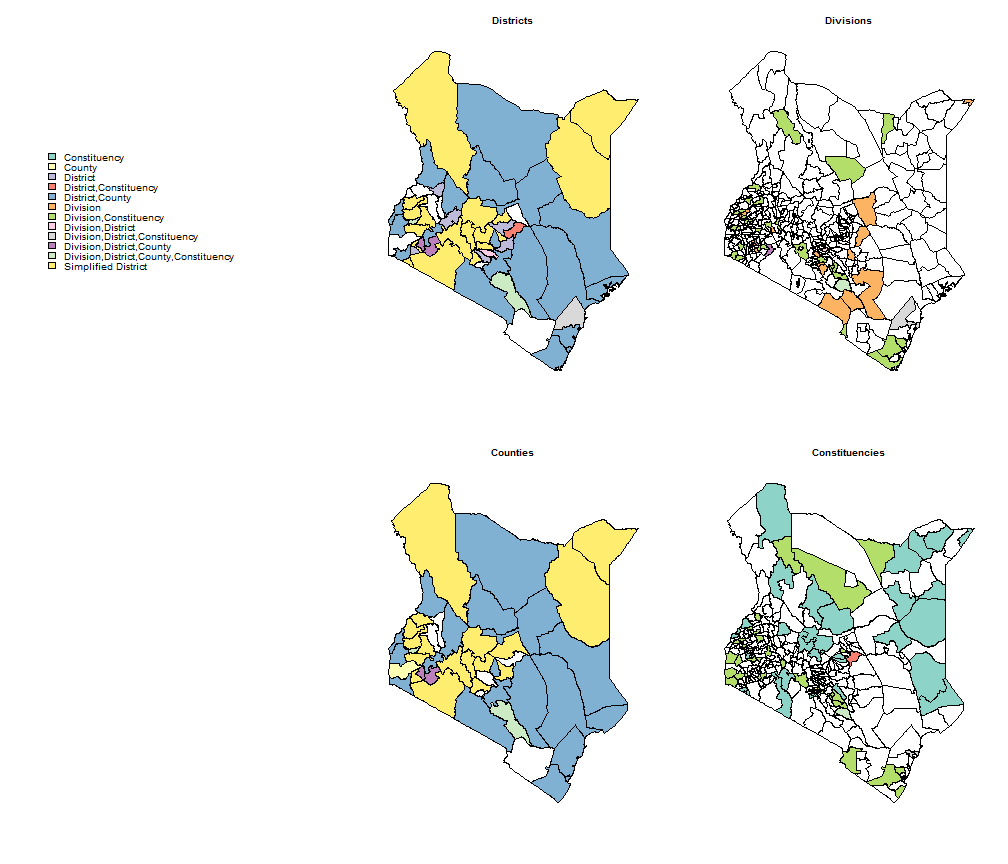 Districts
Divisions
Constituency
County
District
District,Constituency
District,County
Division
Division,Constituency
Division,District
Division,District,Constituency
Division,District,County
Division,District,County,Constituency
Simplified District
Counties
Constituencies